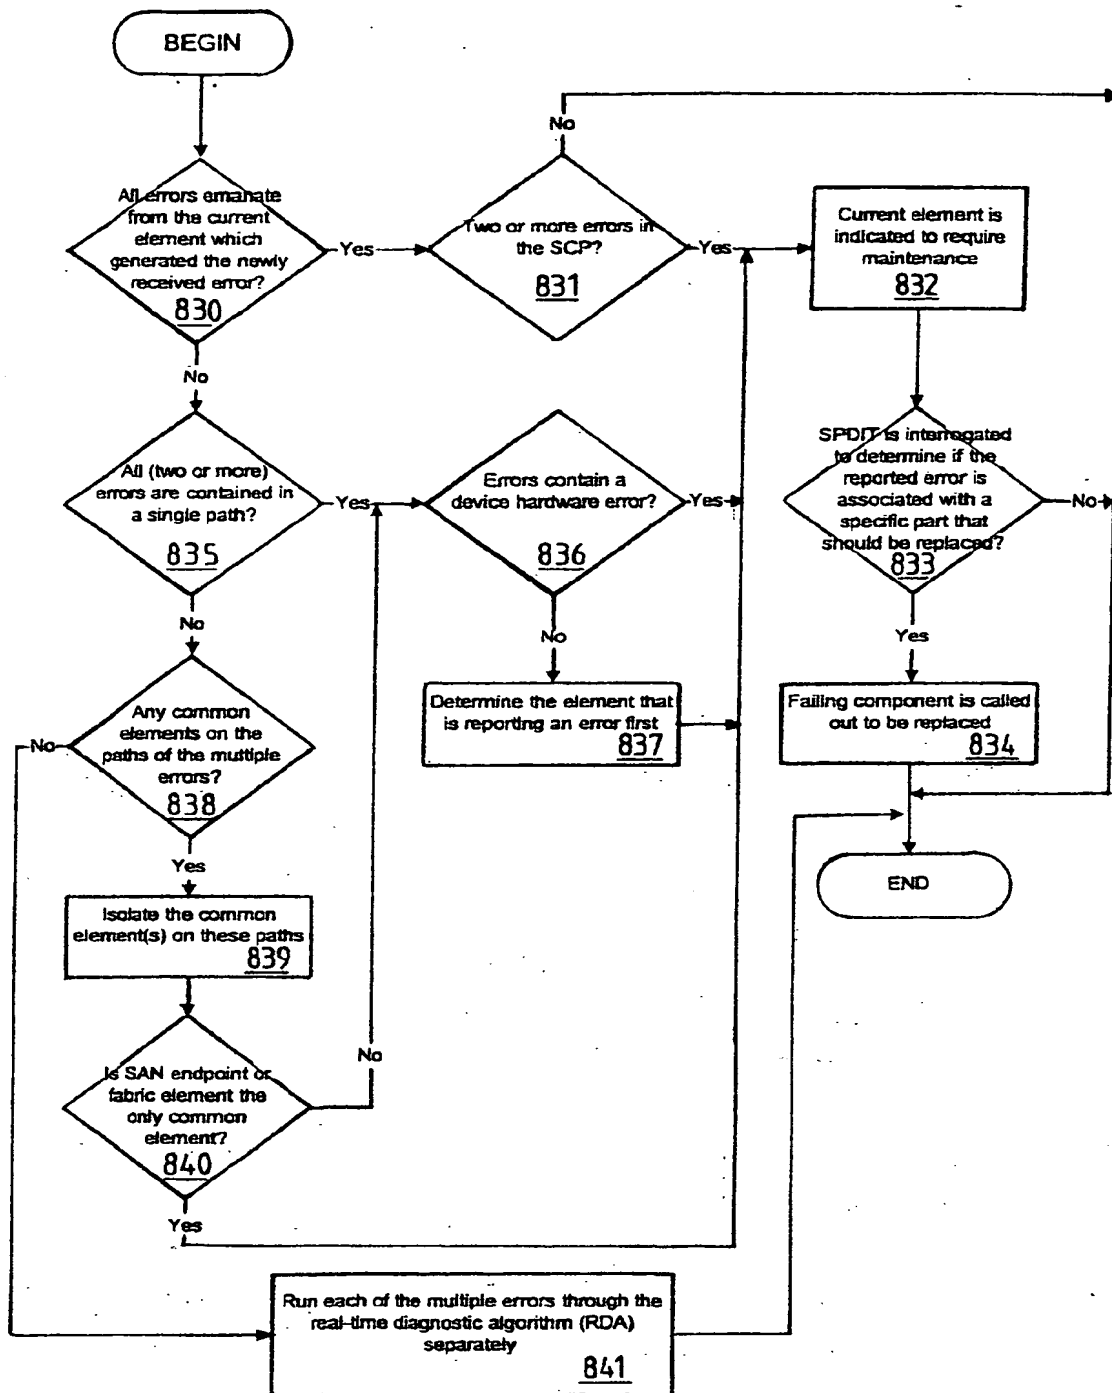 BEGIN
All errors emanate
from the current
element which
generated the newly
received error?
830
Yes
No
Two or more errors in
the SCP?
831
No
Yes
Current element is
indicated to require
maintenance
832
All (two or more)
errors are contained in
a single path?
835
Yes
No
Errors contain a
device hardware error?
836
Yes
No
SPDIT is interrogated
to determine if the
reported error is
associated with a
specific part that
should be replaced?
833
No
Yes
Determine the element that
is reporting an error first
837
Failing component is called
out to be replaced
834
Any common
elements on the
paths of the multiple
errors?
838
No
Yes
END
Isolate the common
element(s) on these paths
839
Is SAN endpoint or
fabric element the
only common
element?
840
No
Yes
Run each of the multiple errors through the
real-time diagnostic algorithm (RDA)
separately
841